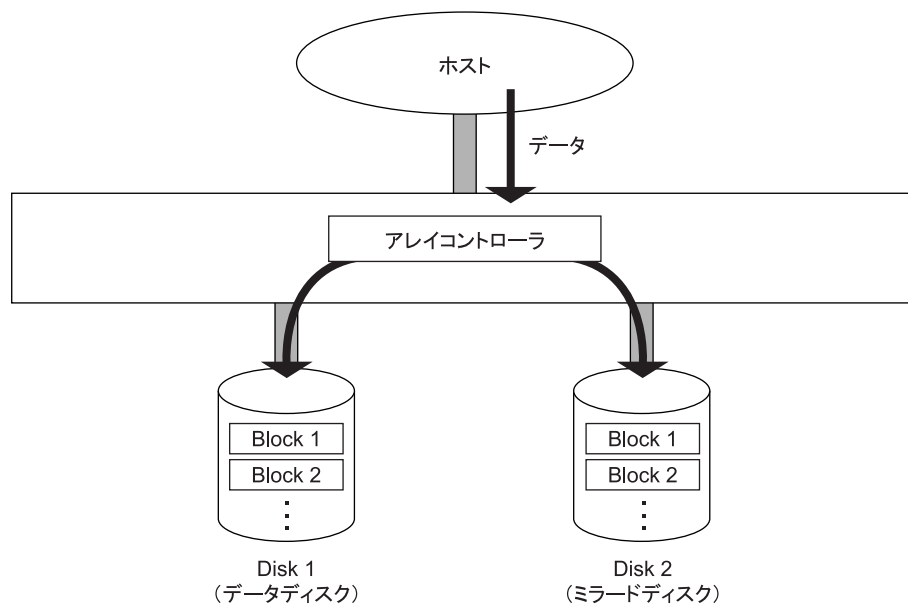 ホスト
データ
アレイコントローラ
Block 1
Block 2
Block 1
Block 2
Disk 1
（データディスク）
Disk 2
（ミラードディスク）